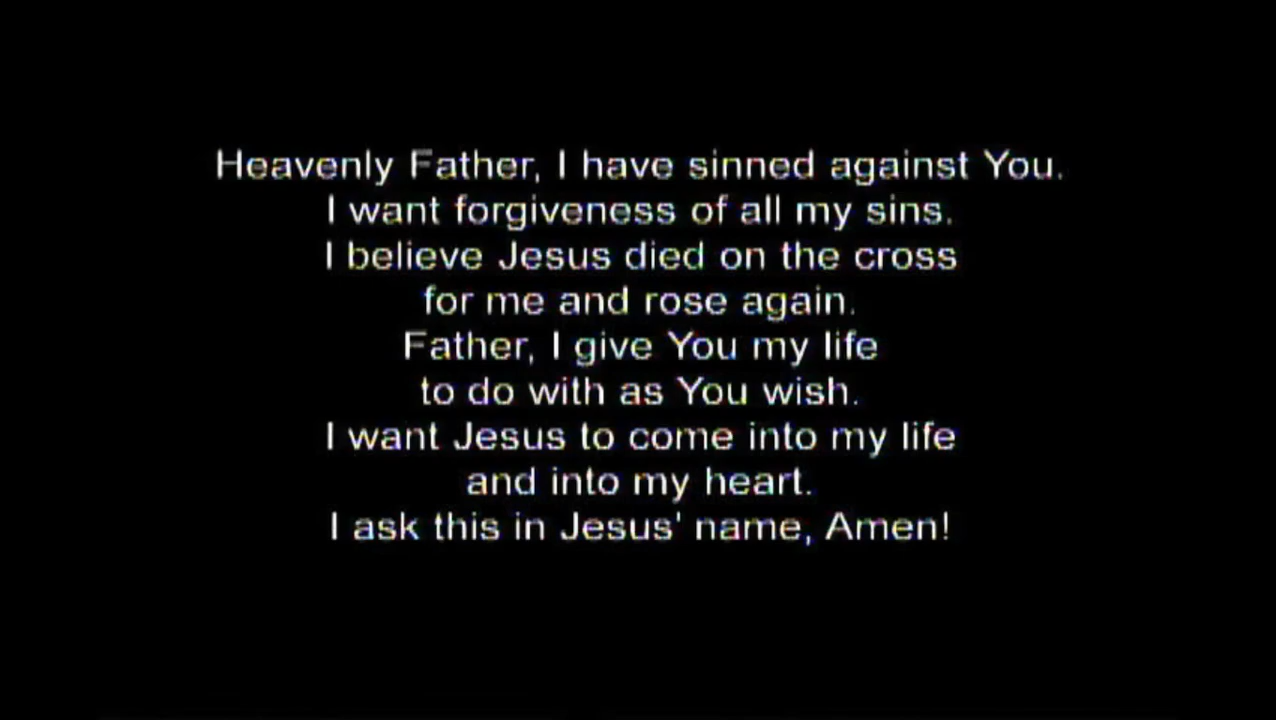 Heavenly Father, I have sinned against You.
I want forgiveness of all my sins.
I believe Jesus died on the cross
for me and rose again.
Father, I give You my life
to do with as You wish.
I want Jesus to come into my life
and into my heart.
I ask this in Jesus' name, Amen!